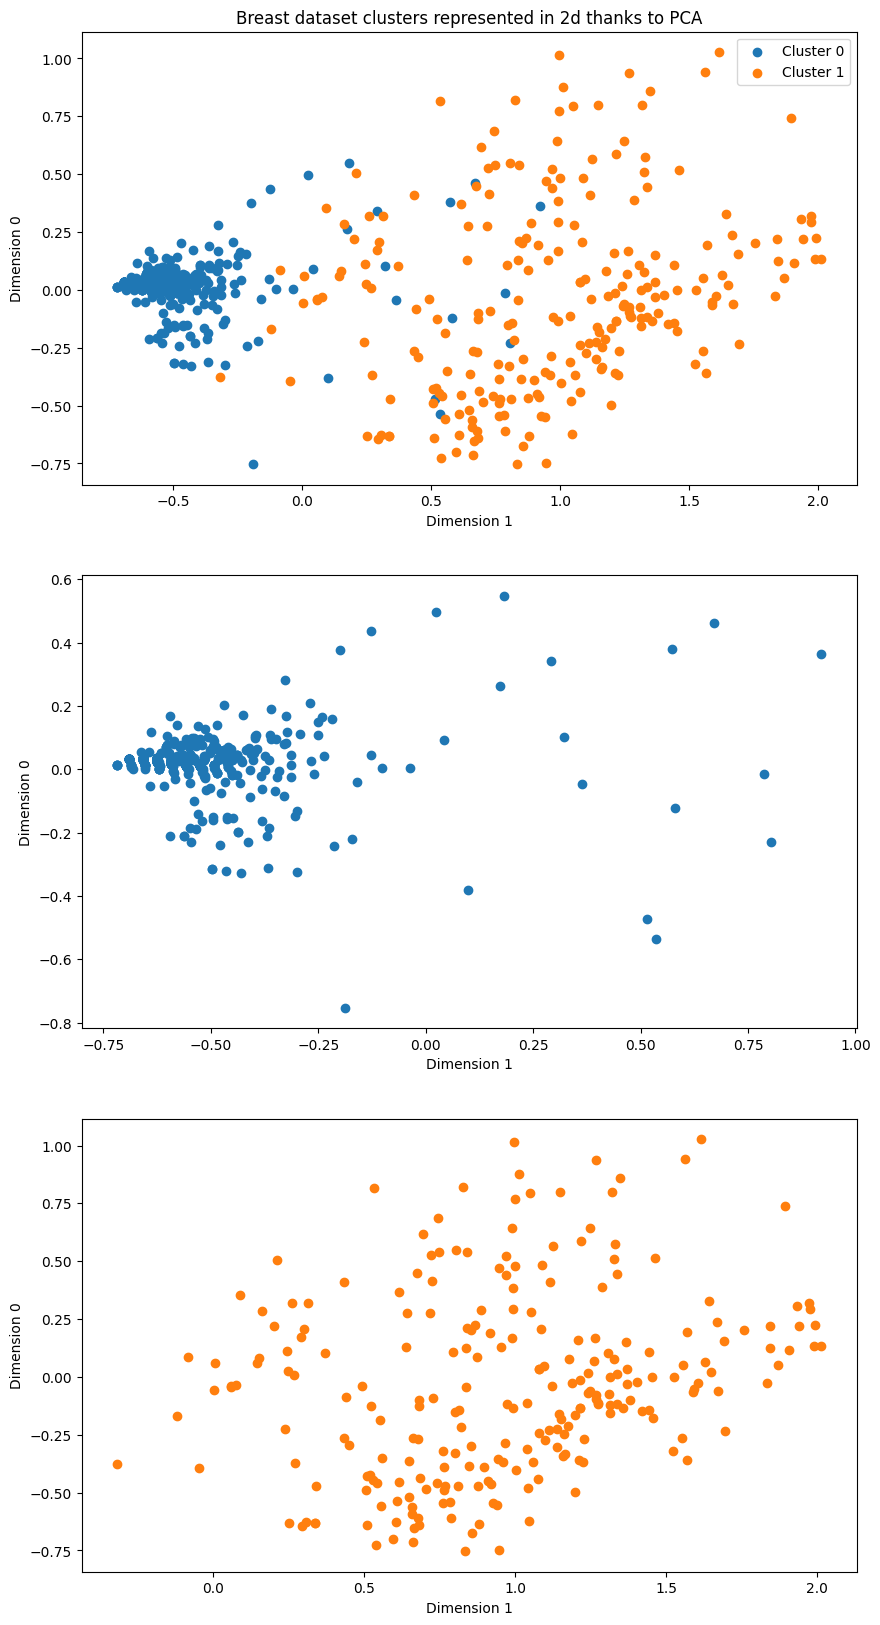 Breast dataset clusters represented in 2d thanks to PCA
Cluster 0
Cluster 1
1.00
0.75
0.50
0.25
0.00
−0.25
−0.50
−0.75
Dimension 0
−0.5 0.0 0.5 1.0 1.5 2.0
Dimension 1
0.6
0.4
0.2
0.0
−0.2
−0.4
−0.6
−0.8
Dimension 0
−0.75 −0.50 −0.25 0.00 0.25 0.50 0.75 1.00
Dimension 1
1.00
0.75
0.50
0.25
0.00
−0.25
−0.50
−0.75
Dimension 0
0.0 0.5 1.0 1.5 2.0
Dimension 1